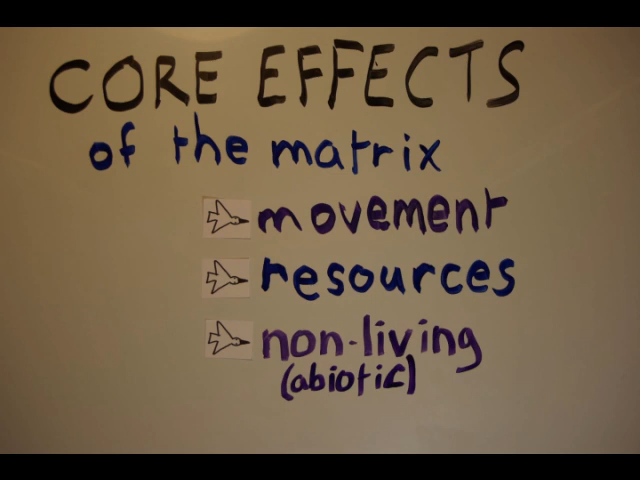 CORE EFFECTS
of the matrix
movement
resources
non-living
(abiotic)